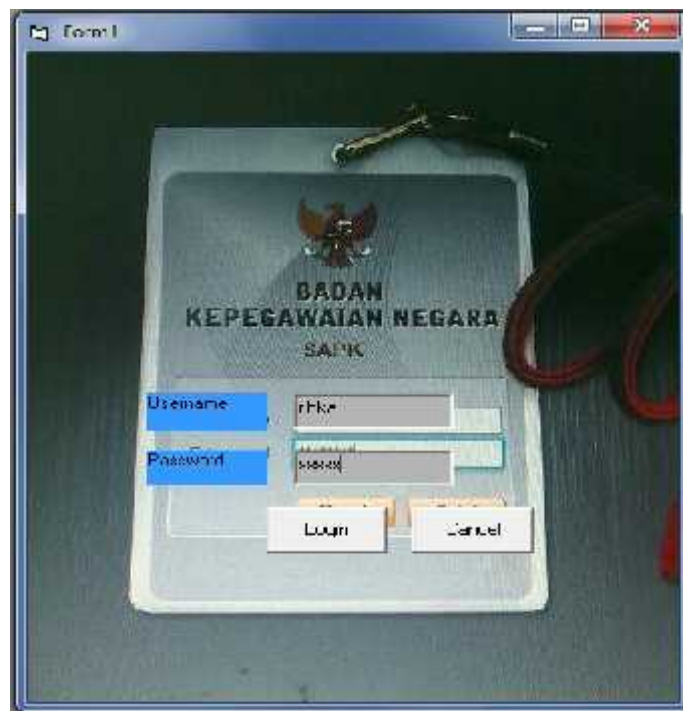 Form1
BADAN
KEPEGAWAIAN NEGARA
SAPK
Username
Password
Login
Cancel